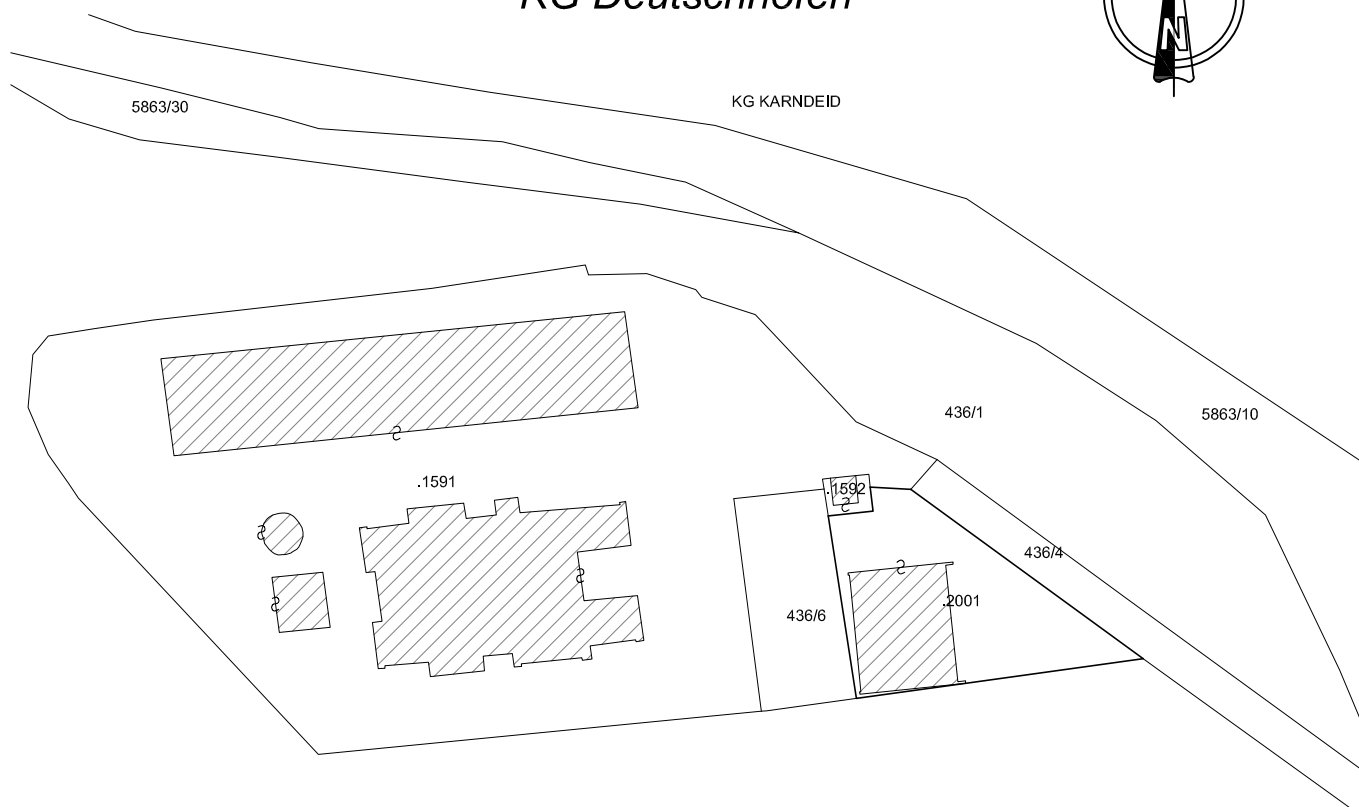 KG Deutschnofen
N
KG KARNDEID
5863/30
436/1
5863/10
.1591
.1592
436/4
.2001
436/6